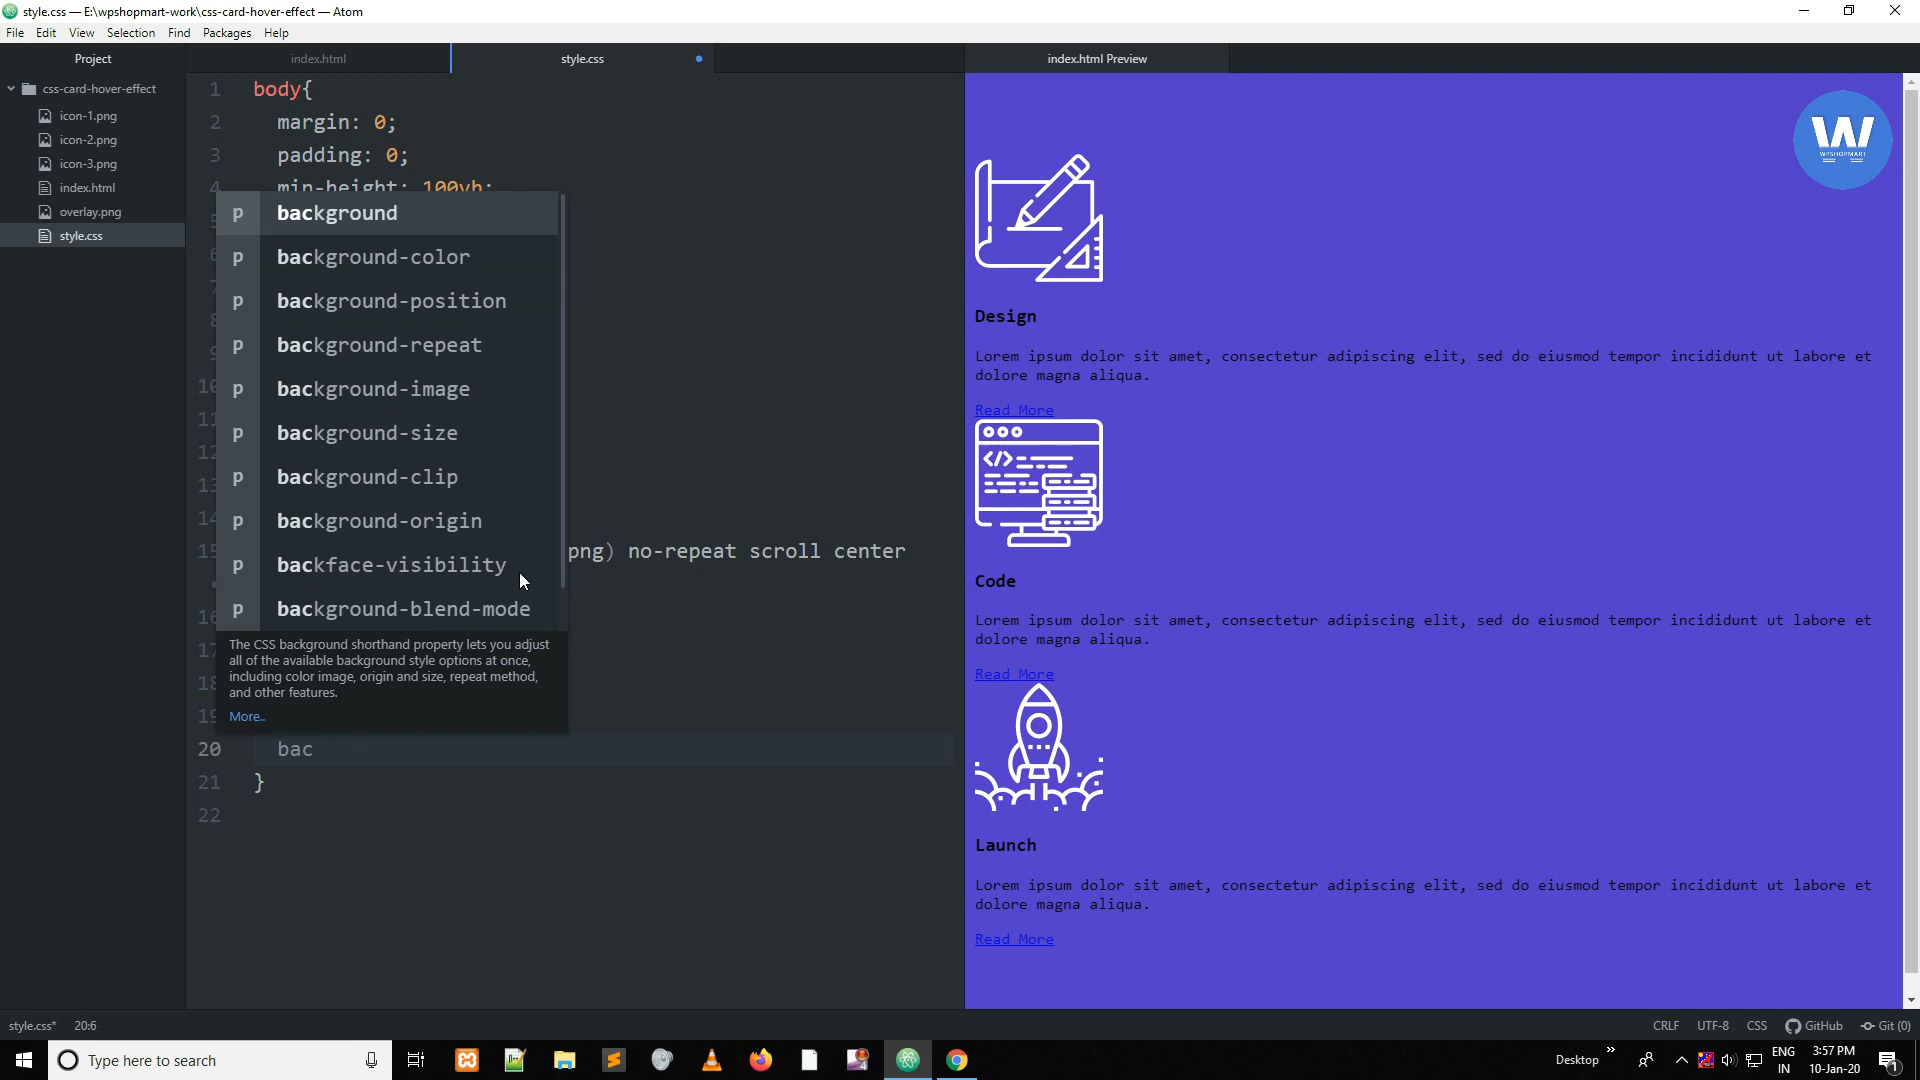 style.css — E:\wpshopmart-work\css-card-hover-effect — Atom
File Edit View Selection Find Packages Help
Project
index.html
style.css
index.html Preview
css-card-hover-effect
icon-1.png
icon-2.png
icon-3.png
index.html
overlay.png
style.css
1 body{
2 margin: 0;
3 padding: 0;
4 min-height: 100vh;
p background
p background-color
p background-position
p background-repeat
p background-image
p background-size
p background-clip
p background-origin
p backface-visibility
p background-blend-mode
png) no-repeat scroll center
The CSS background shorthand property lets you adjust
all of the available background style options at once,
including color image, origin and size, repeat method,
and other features.
More..
20 bac
21 }
22
W
WPSHOPMART
Design
Lorem ipsum dolor sit amet, consectetur adipiscing elit, sed do eiusmod tempor incididunt ut labore et
dolore magna aliqua.
Read More
Code
Lorem ipsum dolor sit amet, consectetur adipiscing elit, sed do eiusmod tempor incididunt ut labore et
dolore magna aliqua.
Read More
Launch
Lorem ipsum dolor sit amet, consectetur adipiscing elit, sed do eiusmod tempor incididunt ut labore et
dolore magna aliqua.
Read More
style.css* 20:6
CRLF UTF-8 CSS GitHub Git (0)
Type here to search
Desktop
ENG
IN
3:57 PM
10-Jan-20
1